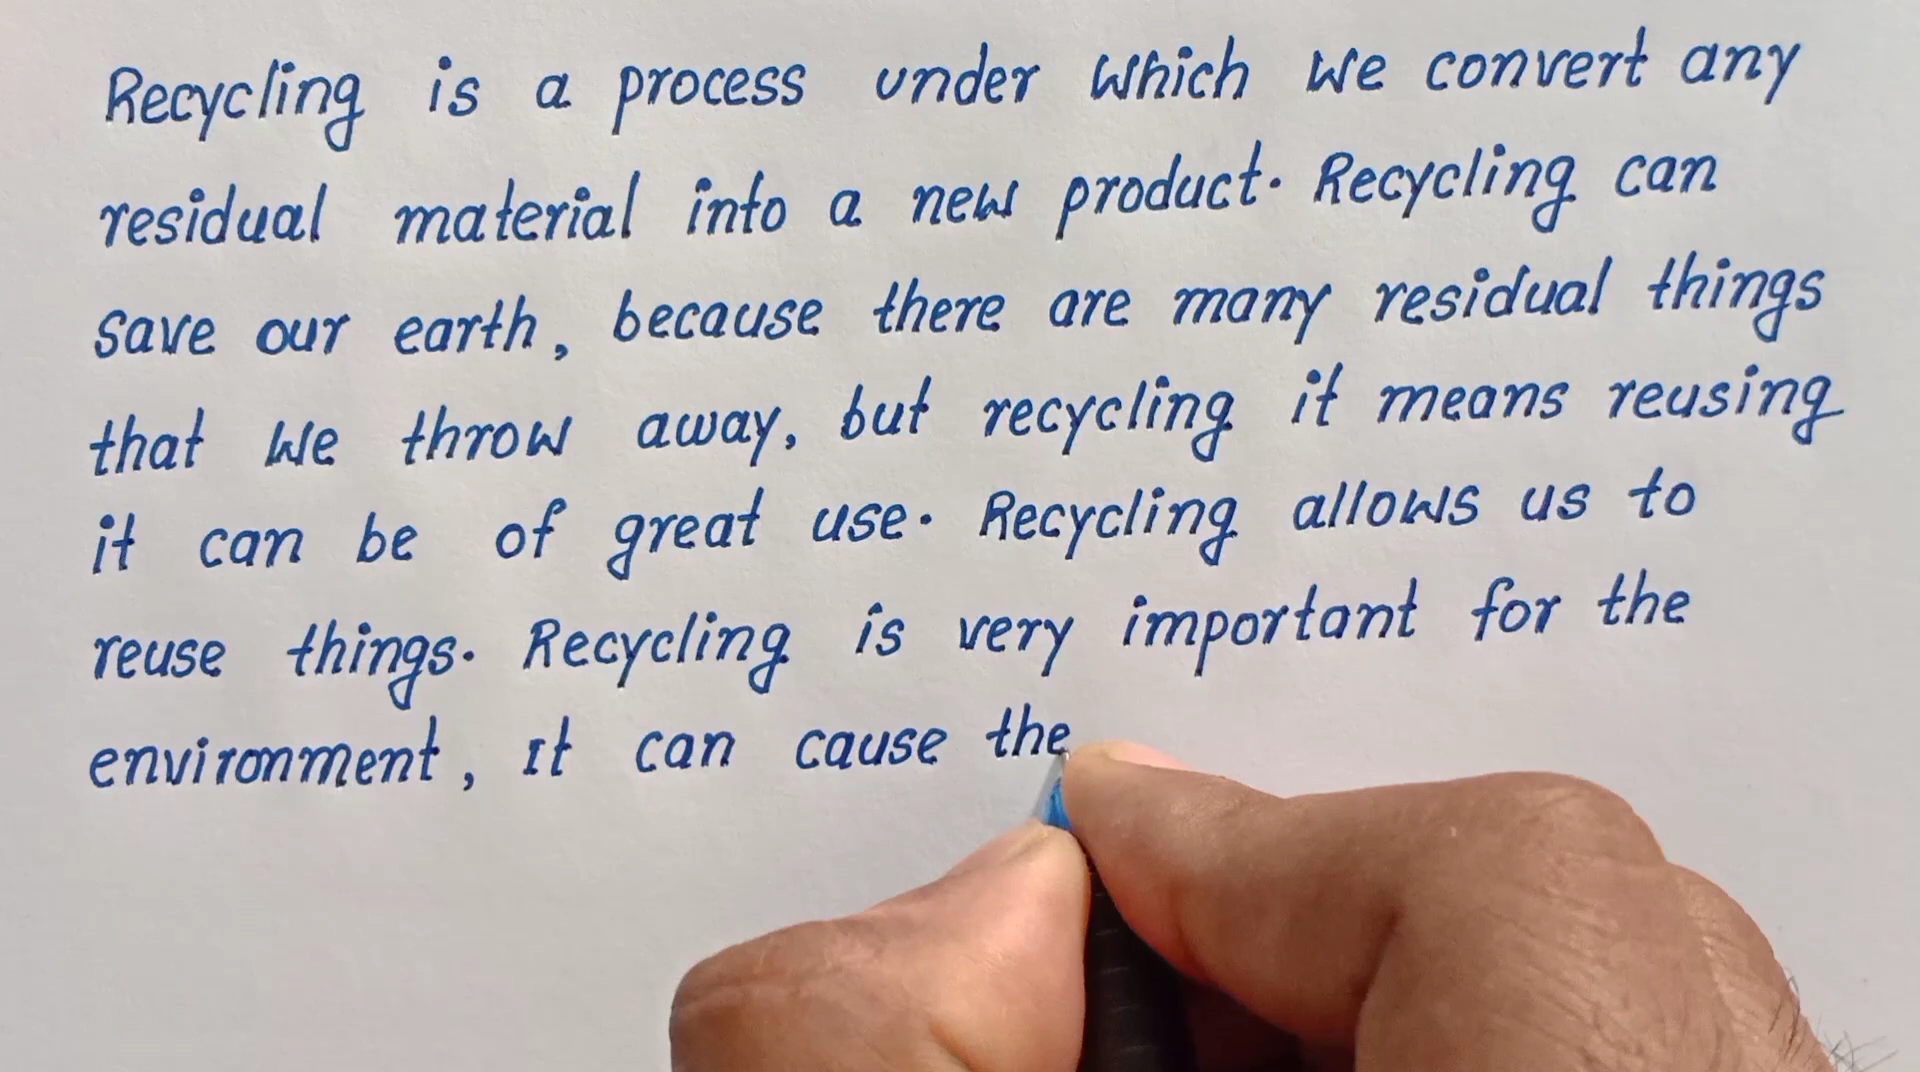 Recycling is a process under which we convert any
residual material into a new product. Recycling can
save our earth, because there are many residual things
that we throw away, but recycling it means reusing
it can be of great use. Recycling allows us to
reuse things. Recycling is very important for the
environment, It can cause the